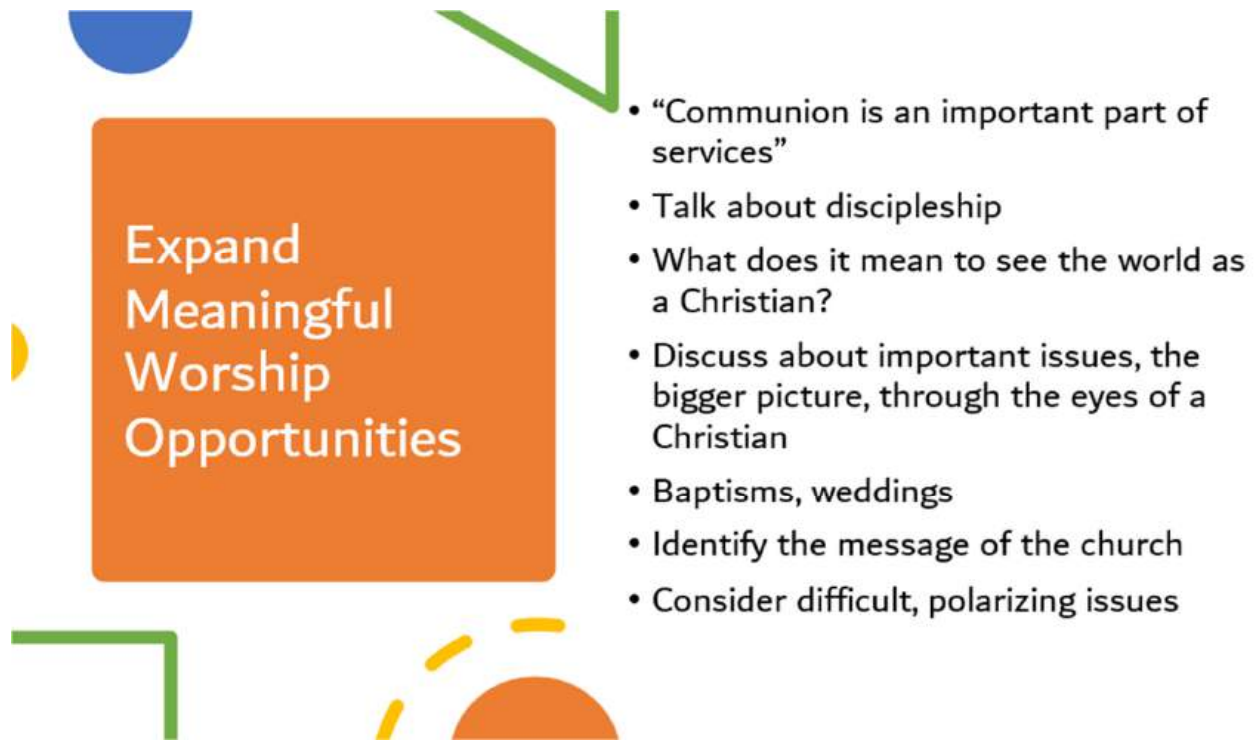 Expand
Meaningful
Worship
Opportunities
• “Communion is an important part of
services”
• Talk about discipleship
• What does it mean to see the world as
a Christian?
• Discuss about important issues, the
bigger picture, through the eyes of a
Christian
• Baptisms, weddings
• Identify the message of the church
• Consider difficult, polarizing issues